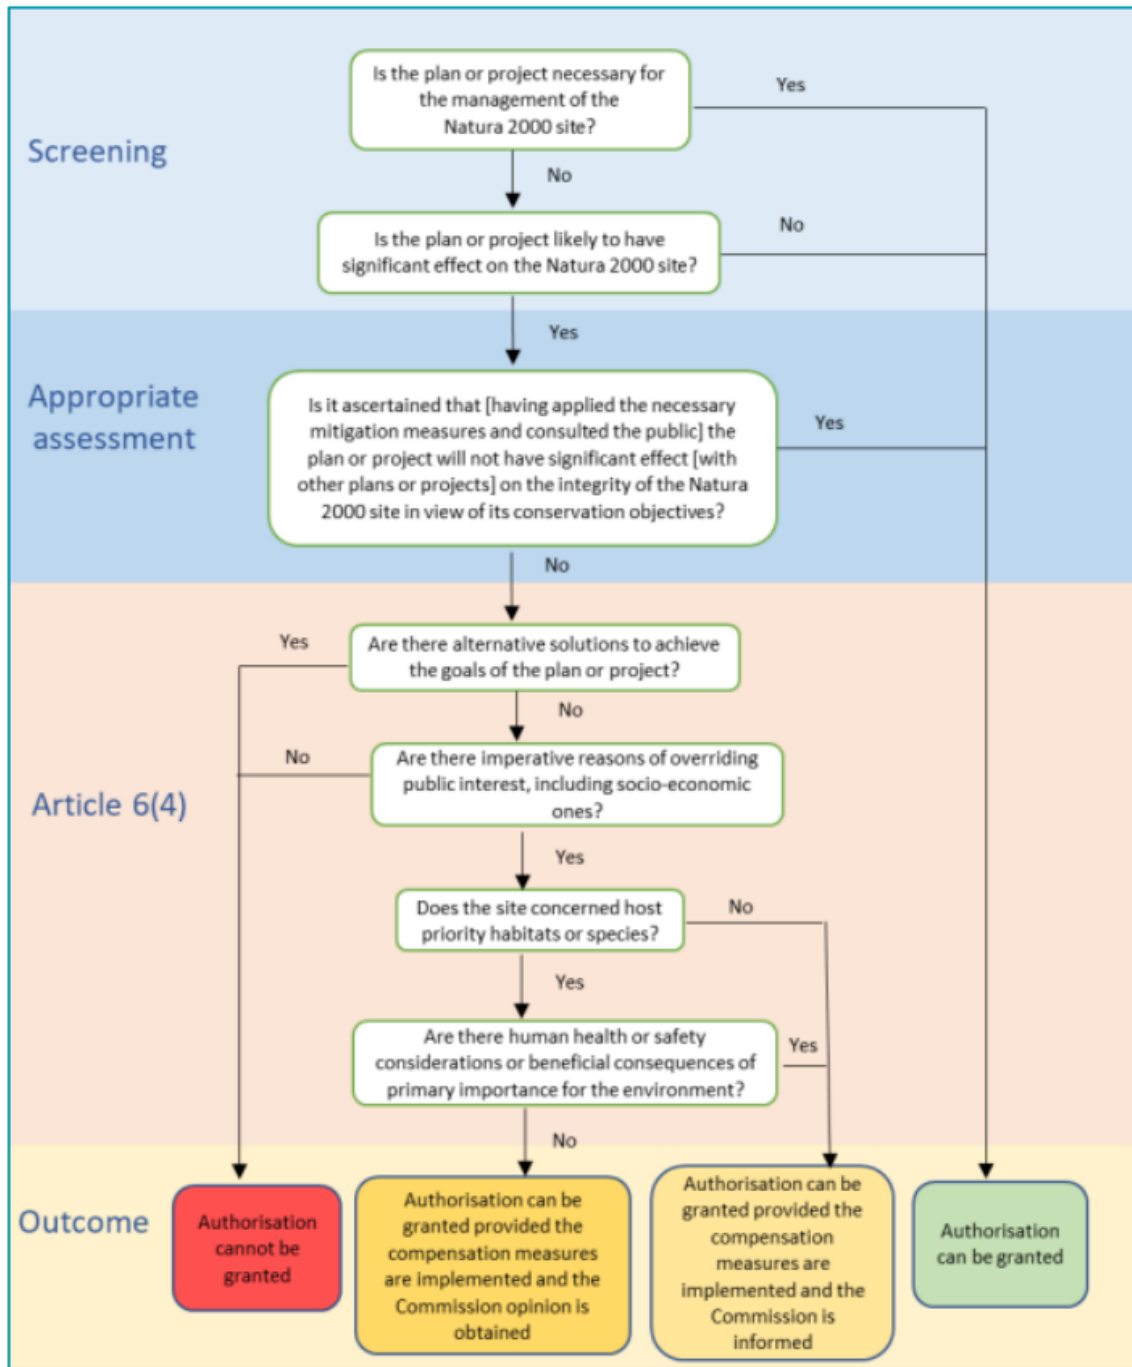 Is the plan or project necessary for
the management of the
Natura 2000 site?
Yes
Screening
No
Is the plan or project likely to have
significant effect on the Natura 2000 site?
No
Yes
Appropriate
assessment
Is it ascertained that [having applied the necessary
mitigation measures and consulted the public] the
plan or project will not have significant effect [with
other plans or projects] on the integrity of the Natura
2000 site in view of its conservation objectives?
Yes
No
Yes
Are there alternative solutions to achieve
the goals of the plan or project?
No
No
Are there imperative reasons of overriding
public interest, including socio-economic
ones?
Article 6(4)
Yes
Does the site concerned host
priority habitats or species?
No
Yes
Are there human health or safety
considerations or beneficial consequences of
primary importance for the environment?
Yes
No
Outcome
Authorisation
cannot be
granted
Authorisation can be
granted provided the
compensation measures
are implemented and the
Commission opinion is
obtained
Authorisation can be
granted provided the
compensation
measures are
implemented and the
Commission is
informed
Authorisation
can be granted